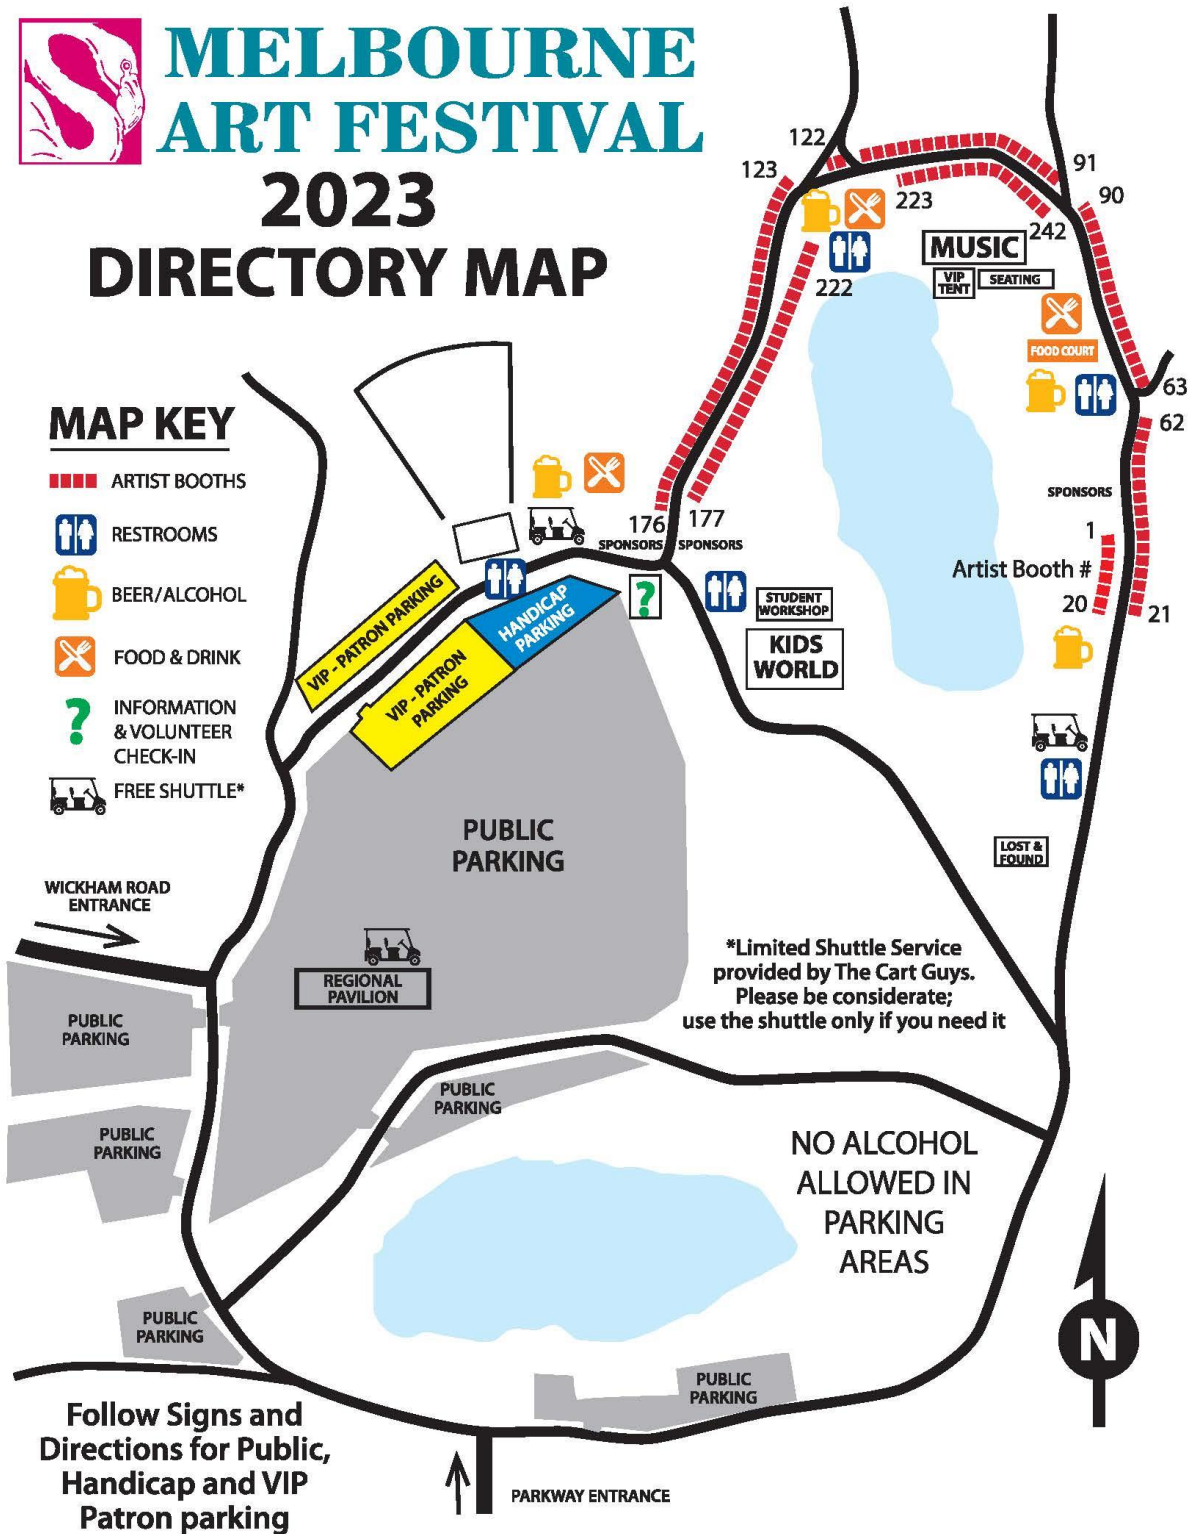 MELBOURNE
ART FESTIVAL
2023
DIRECTORY MAP
MAP KEY
ARTIST BOOTHS
RESTROOMS
BEER/ALCOHOL
FOOD & DRINK
?
INFORMATION
& VOLUNTEER
CHECK-IN
FREE SHUTTLE*
122
123
91
90
223
242
222
MUSIC
VIP
TENT
SEATING
FOOD COURT
63
62
SPONSORS
1
Artist Booth #
20
21
176
177
SPONSORS
SPONSORS
?
STUDENT
WORKSHOP
KIDS
WORLD
VIP - PATRON PARKING
HANDICAP
PARKING
VIP - PATRON
PARKING
PUBLIC
PARKING
LOST &
FOUND
WICKHAM ROAD
ENTRANCE
REGIONAL
PAVILION
*Limited Shuttle Service
provided by The Cart Guys.
Please be considerate;
use the shuttle only if you need it
PUBLIC
PARKING
PUBLIC
PARKING
PUBLIC
PARKING
NO ALCOHOL
ALLOWED IN
PARKING
AREAS
PUBLIC
PARKING
N
PUBLIC
PARKING
Follow Signs and
Directions for Public,
Handicap and VIP
Patron parking
PARKWAY ENTRANCE